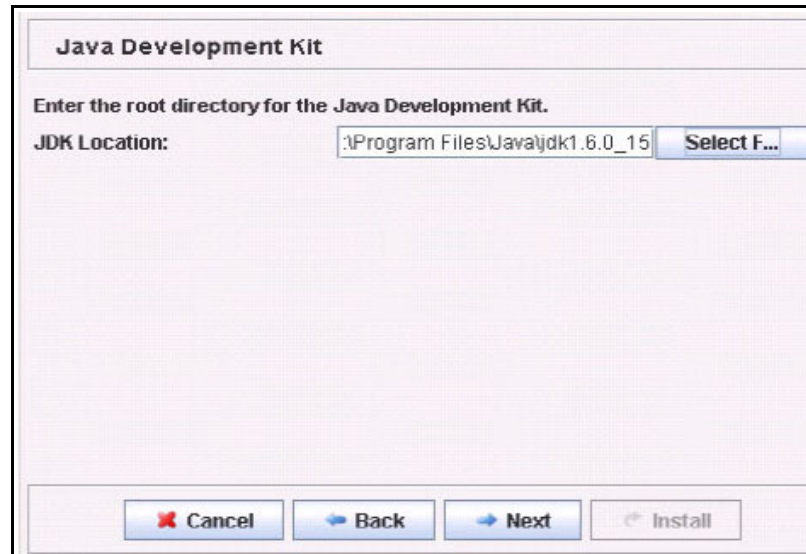 Java Development Kit
Enter the root directory for the Java Development Kit.
JDK Location: :\Program Files\Java\jdk1.6.0_15 Select F...
Cancel Back Next Install